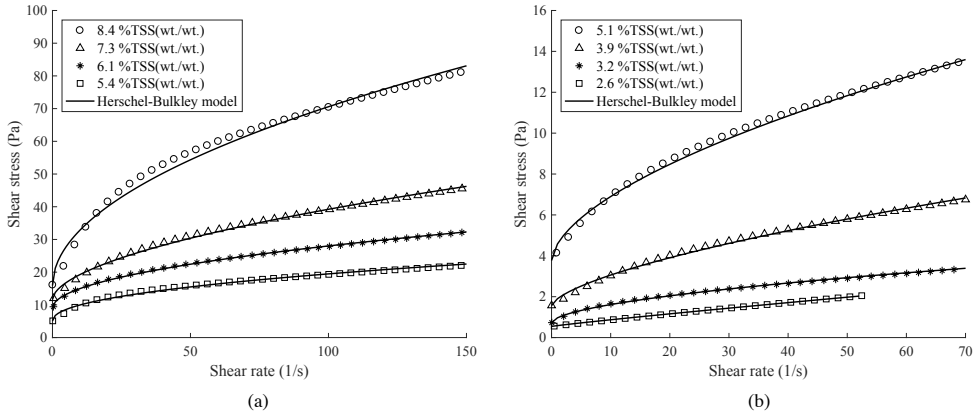 100
90
80
70
60
50
40
30
20
10
0
Shear stress (Pa)
8.4 %TSS(wt./wt.)
7.3 %TSS(wt./wt.)
6.1 %TSS(wt./wt.)
5.4 %TSS(wt./wt.)
Herschel-Bulkley model
0 50 100 150
Shear rate (1/s)
(a)
16
14
12
10
8
6
4
2
0
Shear stress (Pa)
5.1 %TSS(wt./wt.)
3.9 %TSS(wt./wt.)
3.2 %TSS(wt./wt.)
2.6 %TSS(wt./wt.)
Herschel-Bulkley model
0 10 20 30 40 50 60 70
Shear rate (1/s)
(b)